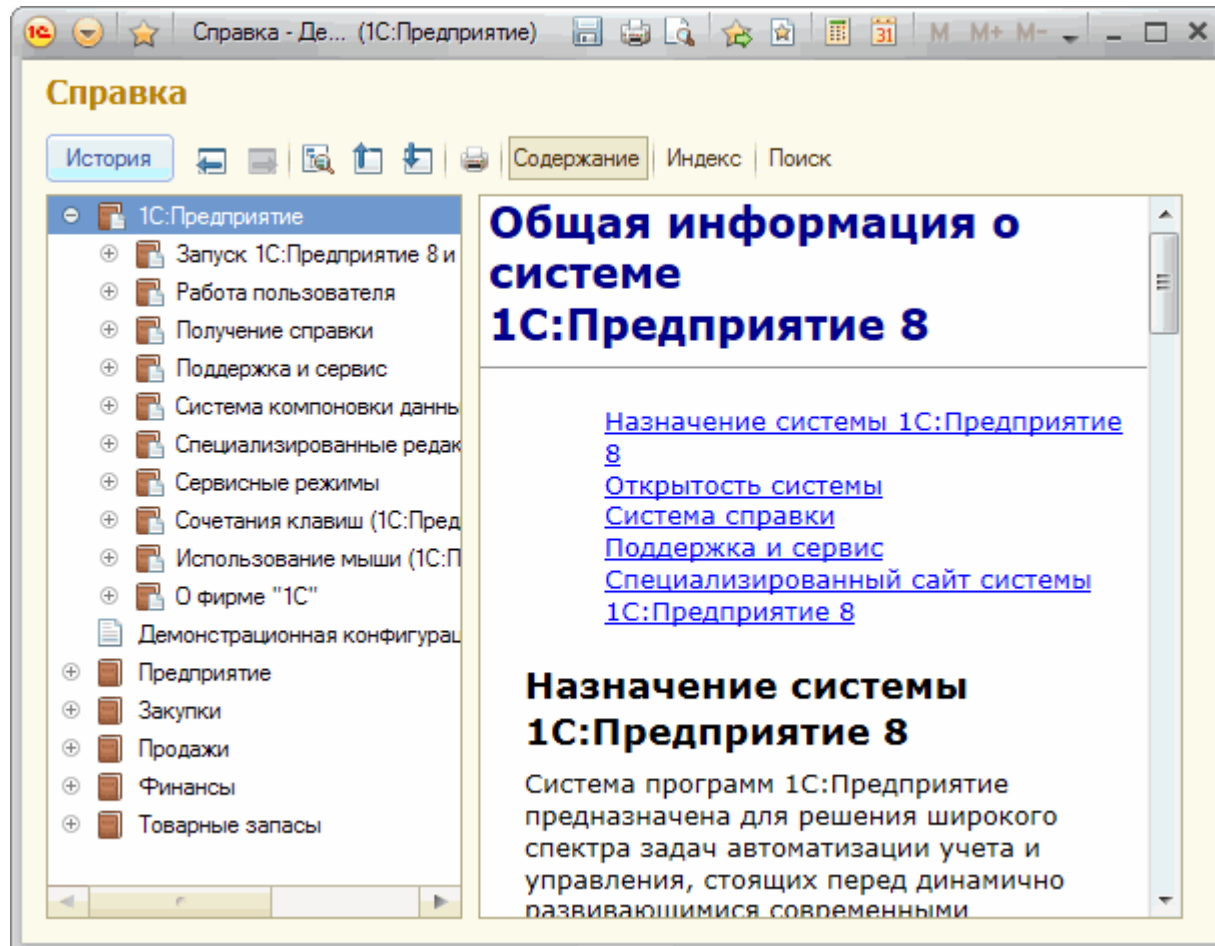 Справка - Де... (1С:Предприятие)
31 M M+ M-
Справка
История Содержание Индекс Поиск
1С:Предприятие
Запуск 1С:Предприятие 8 и
Работа пользователя
Получение справки
Поддержка и сервис
Система компоновки данны
Специализированные редак
Сервисные режимы
Сочетания клавиш (1С:Пред
Использование мыши (1С:П
О фирме "1С"
Демонстрационная конфигурац
Предприятие
Закупки
Продажи
Финансы
Товарные запасы
Общая информация о
системе
1С:Предприятие 8
Назначение системы 1С:Предприятие
8
Открытость системы
Система справки
Поддержка и сервис
Специализированный сайт системы
1С:Предприятие 8
Назначение системы
1С:Предприятие 8
Система программ 1С:Предприятие
предназначена для решения широкого
спектра задач автоматизации учета и
управления, стоящих перед динамично
развивающимися современными